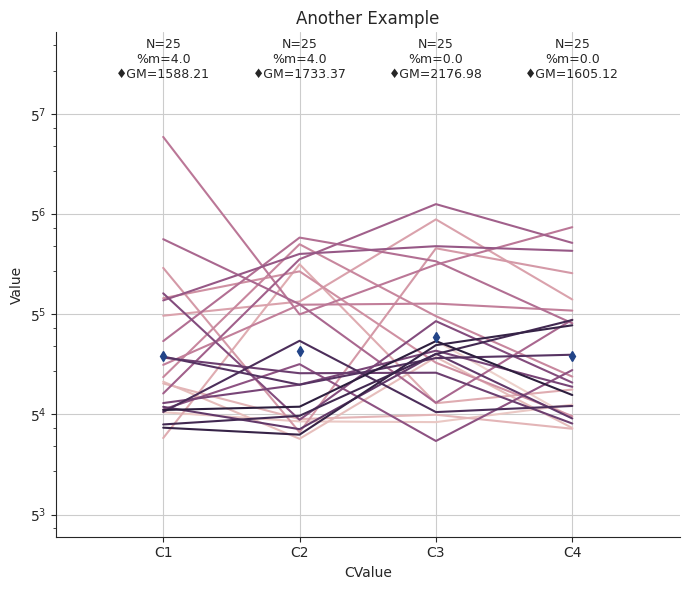 Another Example
N=25 N=25 N=25 N=25
%m=4.0 %m=4.0 %m=0.0 %m=0.0
♦GM=1588.21 ♦GM=1733.37 ♦GM=2176.98 ♦GM=1605.12
5⁷
5⁶
5⁵
5⁴
5³
Value
C1 C2 C3 C4
CValue